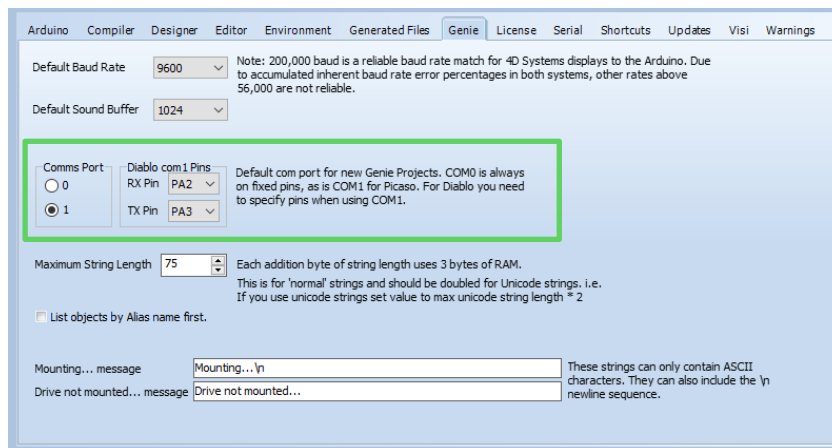 Arduino Compiler Designer Editor Environment Generated Files Genie License Serial Shortcuts Updates Visi Warnings
Default Baud Rate 9600
Note: 200,000 baud is a reliable baud rate match for 4D Systems displays to the Arduino. Due
to accumulated inherent baud rate error percentages in both systems, other rates above
56,000 are not reliable.
Default Sound Buffer 1024
Comms Port
0
1
Diablo com1 Pins
RX Pin PA2
TX Pin PA3
Default com port for new Genie Projects. COM0 is always
on fixed pins, as is COM1 for Picaso. For Diablo you need
to specify pins when using COM1.
Maximum String Length 75
Each addition byte of string length uses 3 bytes of RAM.
This is for 'normal' strings and should be doubled for Unicode strings. i.e.
If you use unicode strings set value to max unicode string length * 2
List objects by Alias name first.
Mounting... message Mounting...\n
Drive not mounted... message Drive not mounted...
These strings can only contain ASCII
characters. They can also include the \n
newline sequence.